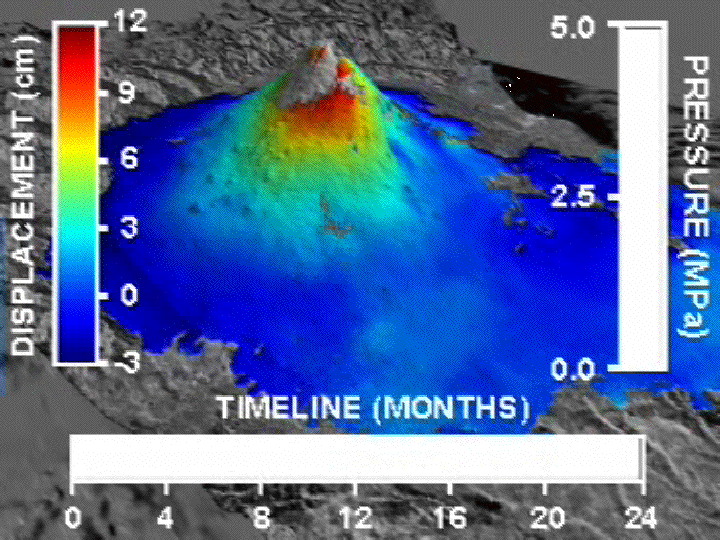 DISPLACEMENT (cm)
12
9
6
3
0
-3
5.0
2.5
0.0
PRESSURE (MPa)
TIMELINE (MONTHS)
0 4 8 12 16 20 24